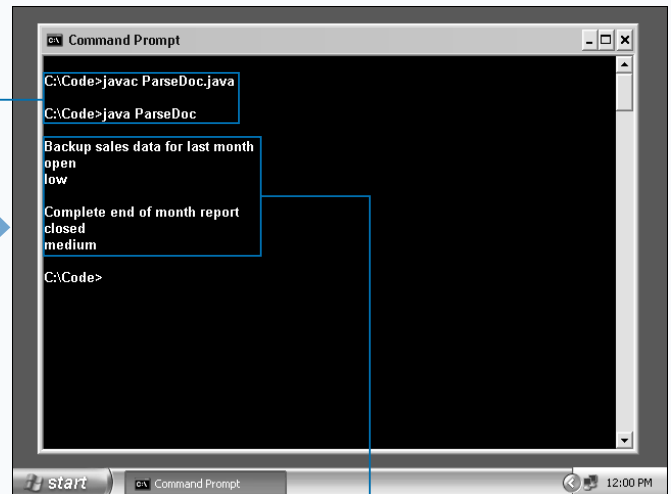 Command Prompt
C:\Code>javac ParseDoc.java
C:\Code>java ParseDoc
Backup sales data for last month
open
low
Complete end of month report
closed
medium
C:\Code>
start
Command Prompt
12:00 PM